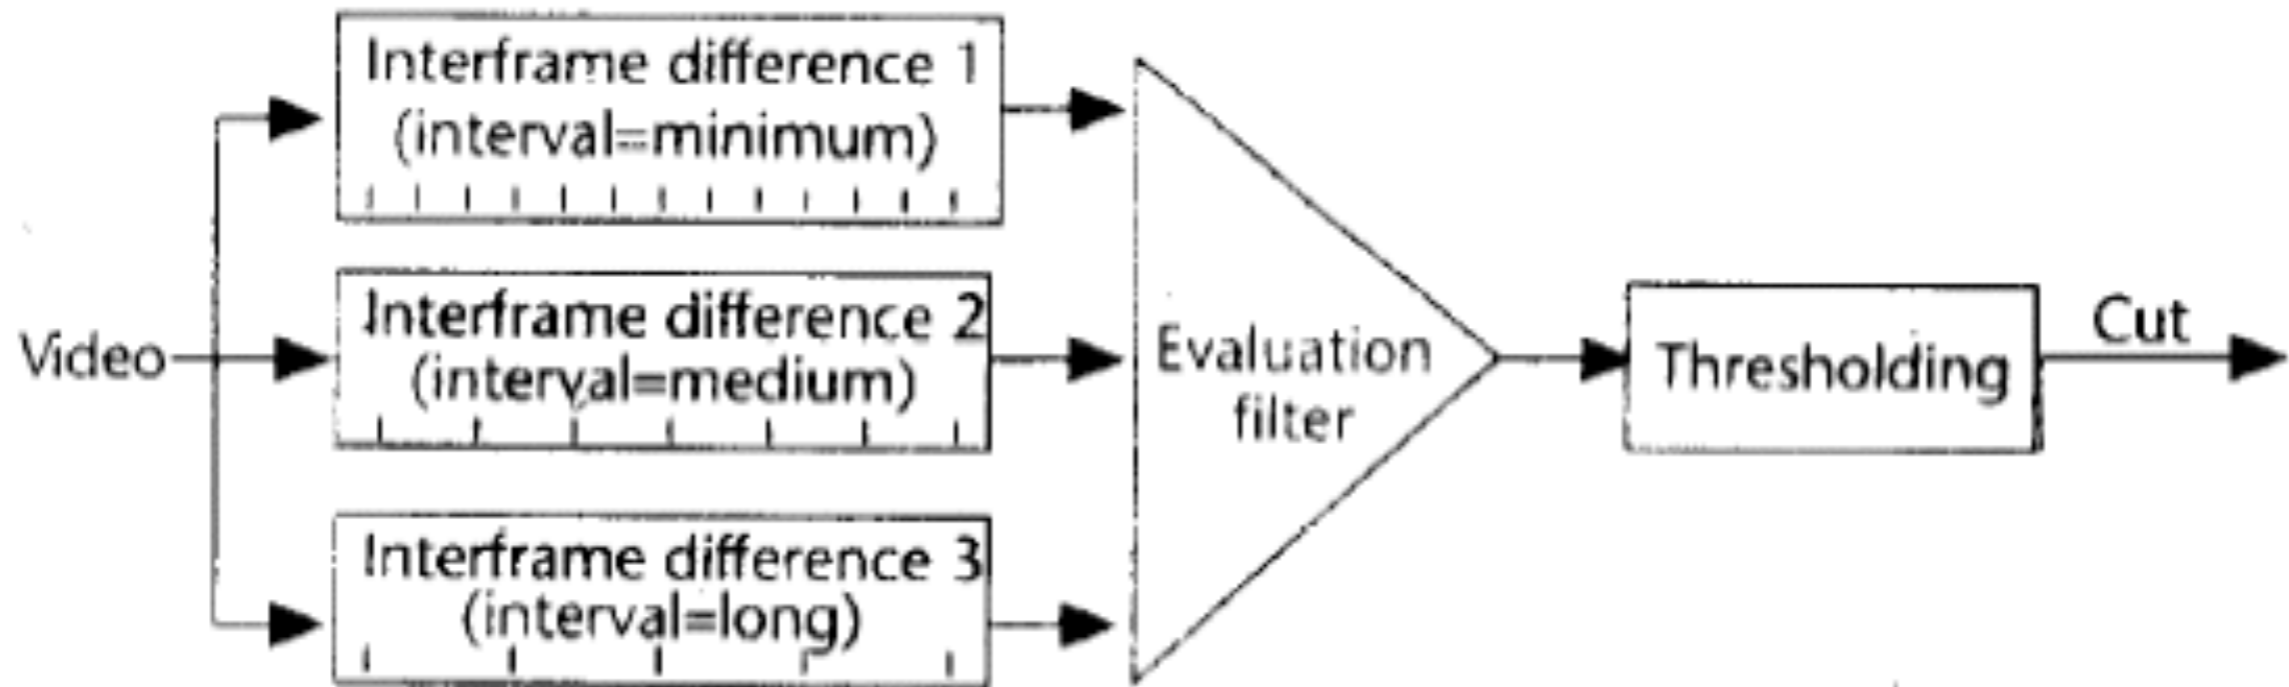 Video
Interframe difference 1
(interval=minimum)
Interframe difference 2
(interval=medium)
Interframe difference 3
(interval=long)
Evaluation
filter
Thresholding
Cut